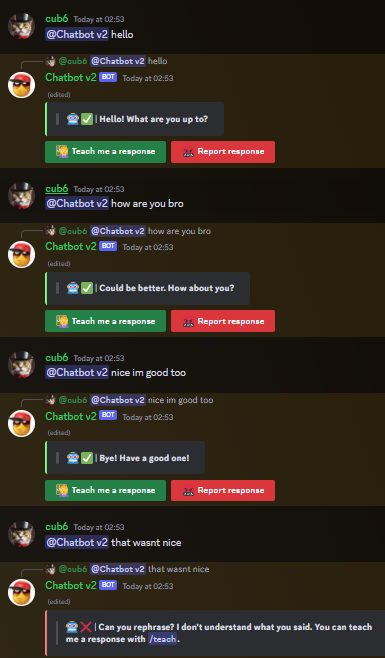 cub6 Today at 02:53
@Chatbot v2 hello
@cub6 @Chatbot v2 hello
Chatbot v2 BOT Today at 02:53
(edited)
| Hello! What are you up to?
Teach me a response Report response
cub6 Today at 02:53
@Chatbot v2 how are you bro
@cub6 @Chatbot v2 how are you bro
Chatbot v2 BOT Today at 02:53
(edited)
| Could be better. How about you?
Teach me a response Report response
cub6 Today at 02:53
@Chatbot v2 nice im good too
@cub6 @Chatbot v2 nice im good too
Chatbot v2 BOT Today at 02:53
(edited)
| Bye! Have a good one!
Teach me a response Report response
cub6 Today at 02:53
@Chatbot v2 that wasnt nice
@cub6 @Chatbot v2 that wasnt nice
Chatbot v2 BOT Today at 02:53
(edited)
| Can you rephrase? I don't understand what you said. You can teach
me a response with /teach.